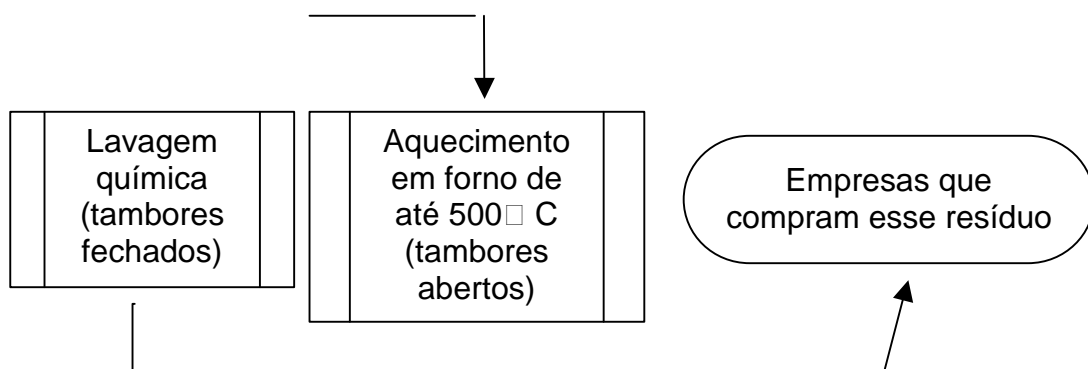 Lavagem
química
(tambores
fechados)
Aquecimento
em forno de
até 500□ C
(tambores
abertos)
Empresas que
compram esse resíduo